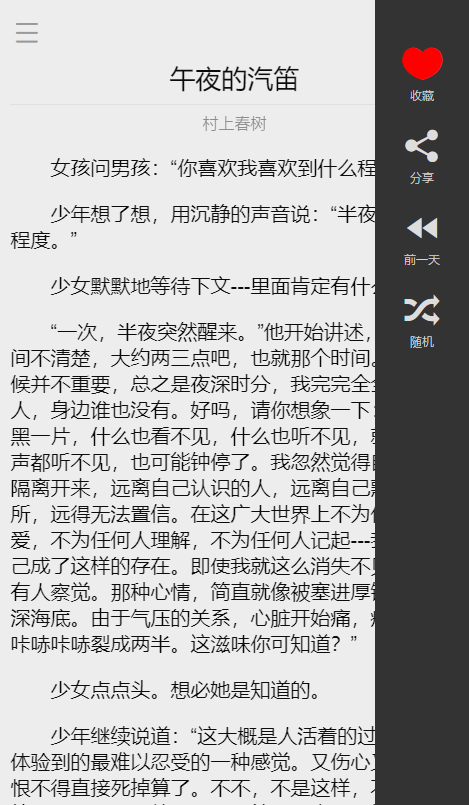 午夜的汽笛
村上春树
女孩问男孩：“你喜欢我喜欢到什么程
少年想了想，用沉静的声音说：“半夜
程度。”
少女默默地等待下文---里面肯定有什
“一次，半夜突然醒来。”他开始讲述，
间不清楚，大约两三点吧，也就那个时间。
候并不重要，总之是夜深时分，我完完全
人，身边谁也没有。好吗，请你想象一下
黑一片，什么也看不见，什么也听不见，
声都听不见，也可能钟停了。我忽然觉得
隔离开来，远离自己认识的人，远离自己
所，远得无法置信。在这广大世界上不为
爱，不为任何人理解，不为任何人记起---
己成了这样的存在。即使我就这么消失不
有人察觉。那种心情，简直就像被塞进厚
深海底。由于气压的关系，心脏开始痛，
咔哧咔哧裂成两半。这滋味你可知道？”
少女点点头。想必她是知道的。
少年继续说道：“这大概是人活着的过
体验到的最难以忍受的一种感觉。又伤心
恨不得直接死掉算了。不不，不是这样，
收藏
分享
前一天
随机